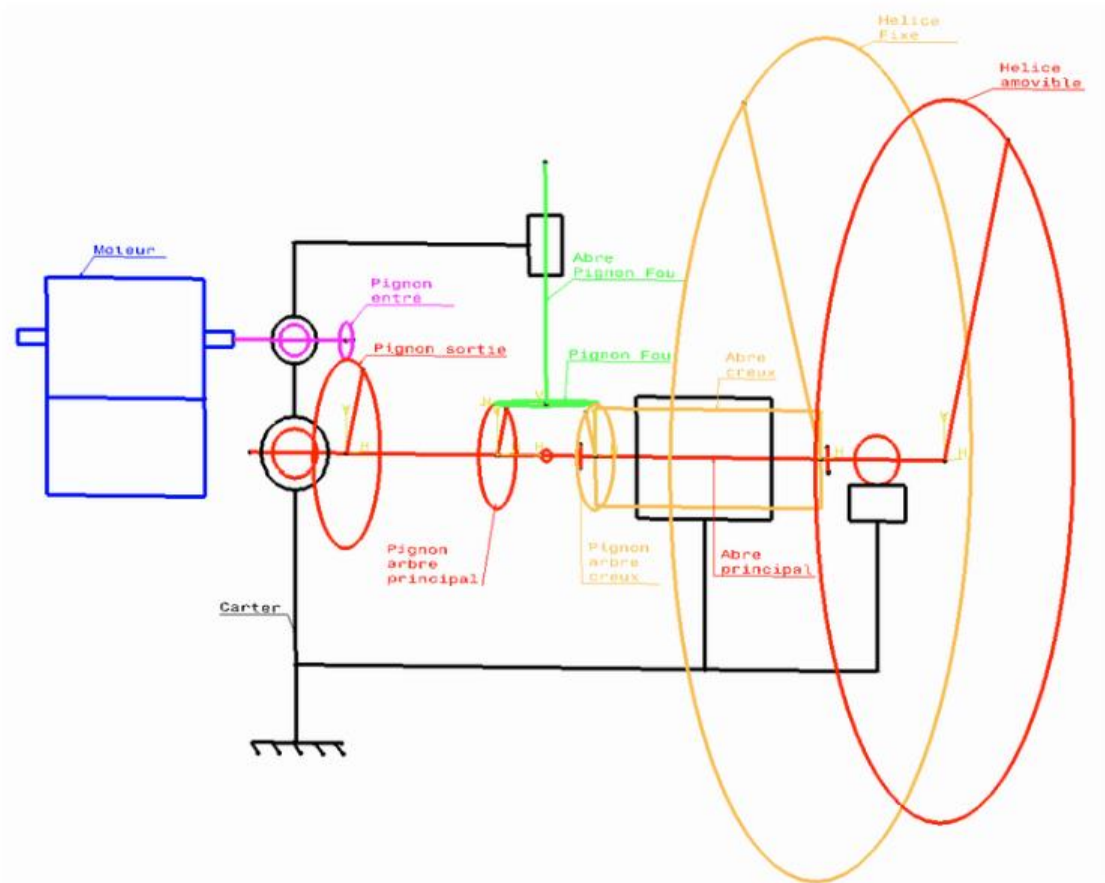 Helice
Fixe
Helice
amovible
Moteur
Abre
Pignon Fou
Pignon
entré
Pignon sortie
Pignon Fou
Abre
creux
Pignon
arbre
principal
Pignon
arbre
creux
Abre
principal
Carter